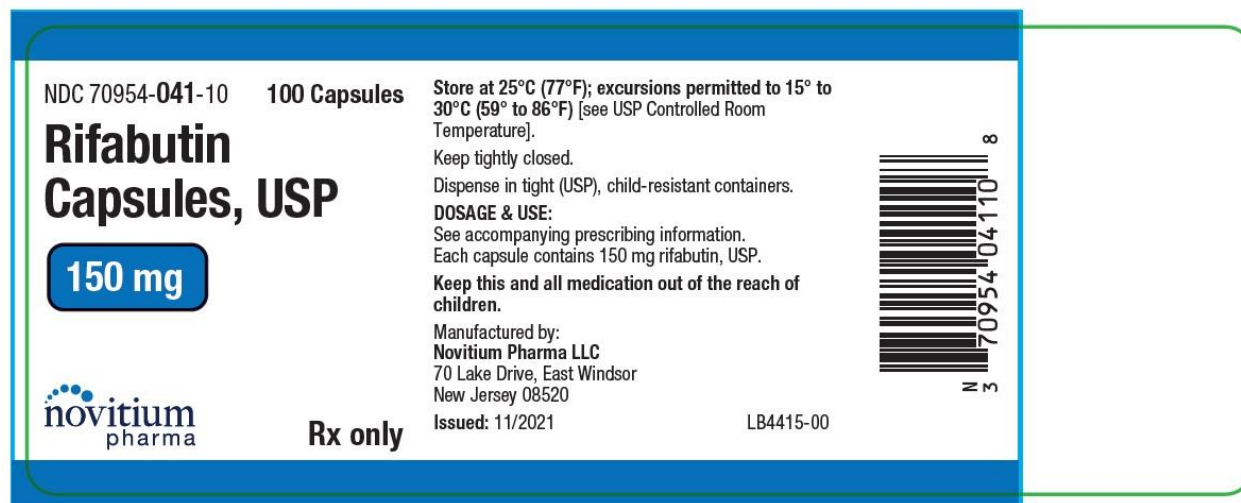 NDC 70954-041-10 100 Capsules
Rifabutin
Capsules, USP
150 mg
novitium
pharma
Rx only
Store at 25°C (77°F); excursions permitted to 15° to
30°C (59° to 86°F) [see USP Controlled Room
Temperature].
Keep tightly closed.
Dispense in tight (USP), child-resistant containers.
DOSAGE & USE:
See accompanying prescribing information.
Each capsule contains 150 mg rifabutin, USP.
Keep this and all medication out of the reach of
children.
Manufactured by:
Novitium Pharma LLC
70 Lake Drive, East Windsor
New Jersey 08520
Issued: 11/2021 LB4415-00
N
3 70954 04110 8